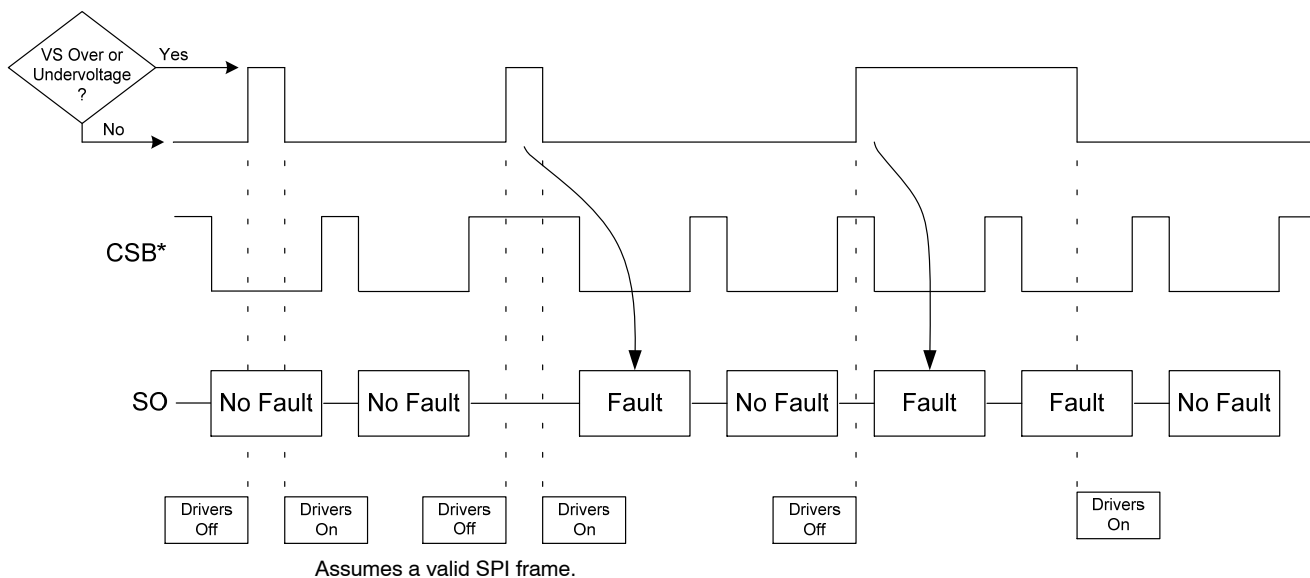 VS Over or
Undervoltage
?
Yes
No
CSB*
SO
No Fault
No Fault
Fault
No Fault
Fault
Fault
No Fault
Drivers
Off
Drivers
On
Drivers
Off
Drivers
On
Drivers
Off
Drivers
On
Assumes a valid SPI frame.